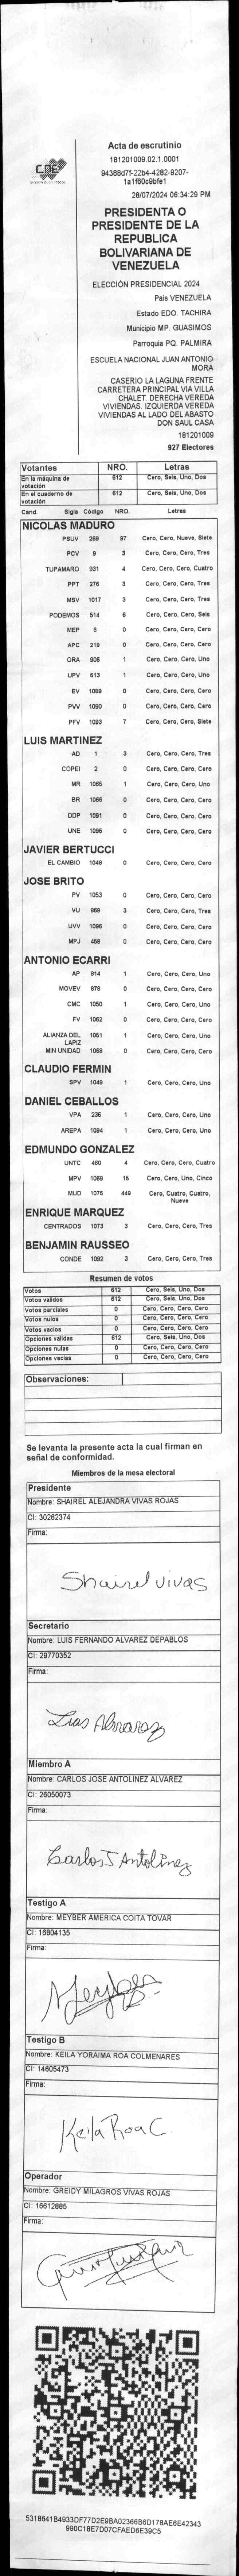 CNE
Acta de escrutinio
181201009.02.1.0001
94388d7f-22b4-4282-9207-
1a1f60c9bfe1
28/07/2024 06:34:29 PM
PRESIDENTA O
PRESIDENTE DE LA
REPUBLICA
BOLIVARIANA DE
VENEZUELA
ELECCIÓN PRESIDENCIAL 2024
Pais VENEZUELA
Estado EDO. TACHIRA
Municipio MP. GUASIMOS
Parroquia PQ. PALMIRA
ESCUELA NACIONAL JUAN ANTONIO
MORA
CASERIO LA LAGUNA FRENTE
CARRETERA PRINCIPAL VIA VILLA
CHALET. DERECHA VEREDA
VIVIENDAS. IZQUIERDA VEREDA
VIVIENDAS AL LADO DEL ABASTO
DON SAUL CASA
181201009
927 Electores
Votantes NRO. Letras
En la máquina de votación 612 Cero, Seis, Uno, Dos
En el cuaderno de votación 612 Cero, Seis, Uno, Dos
Cand. Sigla Código NRO. Letras
NICOLAS MADURO
PSUV 269 97 Cero, Cero, Nueve, Siete
PCV 9 3 Cero, Cero, Cero, Tres
TUPAMARO 931 4 Cero, Cero, Cero, Cuatro
PPT 276 3 Cero, Cero, Cero, Tres
MSV 1017 3 Cero, Cero, Cero, Tres
PODEMOS 514 6 Cero, Cero, Cero, Seis
MEP 6 0 Cero, Cero, Cero, Cero
APC 219 0 Cero, Cero, Cero, Cero
ORA 906 1 Cero, Cero, Cero, Uno
UPV 613 1 Cero, Cero, Cero, Uno
EV 1089 0 Cero, Cero, Cero, Cero
PVV 1090 0 Cero, Cero, Cero, Cero
PFV 1093 7 Cero, Cero, Cero, Siete
LUIS MARTINEZ
AD 1 3 Cero, Cero, Cero, Tres
COPEI 2 0 Cero, Cero, Cero, Cero
MR 1065 1 Cero, Cero, Cero, Uno
BR 1066 0 Cero, Cero, Cero, Cero
DDP 1091 0 Cero, Cero, Cero, Cero
UNE 1095 0 Cero, Cero, Cero, Cero
JAVIER BERTUCCI
EL CAMBIO 1048 0 Cero, Cero, Cero, Cero
JOSE BRITO
PV 1053 0 Cero, Cero, Cero, Cero
VU 868 3 Cero, Cero, Cero, Tres
UVV 1096 0 Cero, Cero, Cero, Cero
MPJ 458 0 Cero, Cero, Cero, Cero
ANTONIO ECARRI
AP 814 1 Cero, Cero, Cero, Uno
MOVEV 878 0 Cero, Cero, Cero, Cero
CMC 1050 1 Cero, Cero, Cero, Uno
FV 1062 0 Cero, Cero, Cero, Cero
ALIANZA DEL LAPIZ 1051 1 Cero, Cero, Cero, Uno
MIN UNIDAD 1068 0 Cero, Cero, Cero, Cero
CLAUDIO FERMIN
SPV 1049 1 Cero, Cero, Cero, Uno
DANIEL CEBALLOS
VPA 236 1 Cero, Cero, Cero, Uno
AREPA 1094 1 Cero, Cero, Cero, Uno
EDMUNDO GONZALEZ
UNTC 460 4 Cero, Cero, Cero, Cuatro
MPV 1069 15 Cero, Cero, Uno, Cinco
MUD 1075 449 Cero, Cuatro, Cuatro, Nueve
ENRIQUE MARQUEZ
CENTRADOS 1073 3 Cero, Cero, Cero, Tres
BENJAMIN RAUSSEO
CONDE 1092 3 Cero, Cero, Cero, Tres
Resumen de votos
Votos 612 Cero, Seis, Uno, Dos
Votos validos 612 Cero, Seis, Uno, Dos
Votos parciales 0 Cero, Cero, Cero, Cero
Votos nulos 0 Cero, Cero, Cero, Cero
Votos vacios 0 Cero, Cero, Cero, Cero
Opciones validas 612 Cero, Seis, Uno, Dos
Opciones nulas 0 Cero, Cero, Cero, Cero
Opciones vacias 0 Cero, Cero, Cero, Cero
Observaciones:
Se levanta la presente acta la cual firman en
señal de conformidad.
Miembros de la mesa electoral
Presidente
Nombre: SHAIREL ALEJANDRA VIVAS ROJAS
CI: 30262374
Firma:
Shairel vivas
Secretario
Nombre: LUIS FERNANDO ALVAREZ DEPABLOS
CI: 29770352
Firma:
Luis Alvarez
Miembro A
Nombre: CARLOS JOSE ANTOLINEZ ALVAREZ
CI: 26050073
Firma:
Carlos J Antolinez
Testigo A
Nombre: MEYBER AMERICA COITA TOVAR
CI: 16804135
Firma:
Testigo B
Nombre: KEILA YORAIMA ROA COLMENARES
CI: 14605473
Firma:
Keila Roa C
Operador
Nombre: GREIDY MILAGROS VIVAS ROJAS
CI: 16612885
Firma:
5318641B4933DF77D2E9BA02366B6D178AE6E42343
990C18E7D07CFAED6E39C5